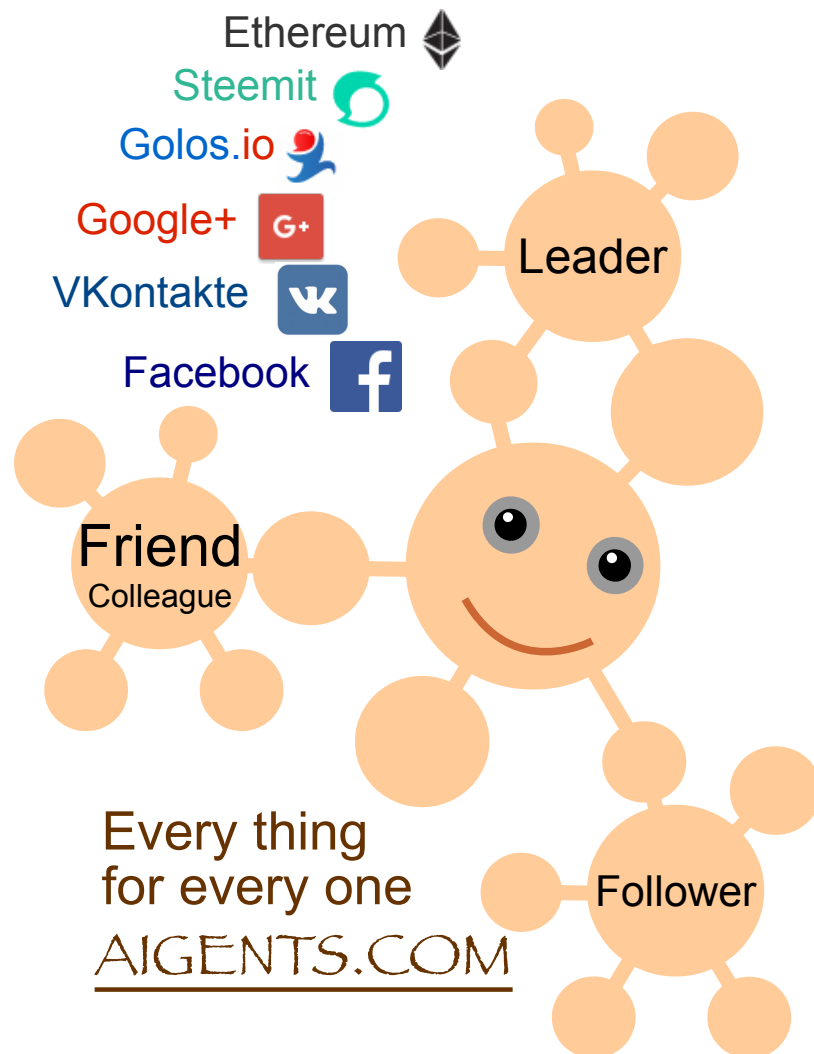 Ethereum
Steemit
Golos.io
Google+
G+
VKontakte
Facebook
f
Leader
Friend
Colleague
Every thing
for every one
AIGENTS.COM
Follower